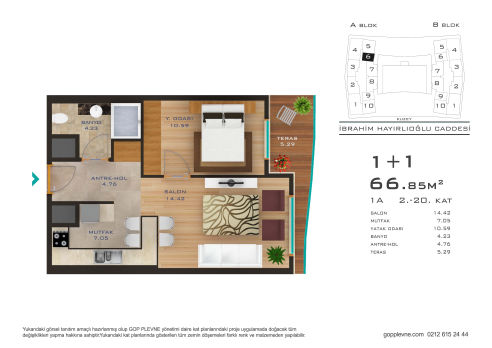 A BLOK
B BLOK
5 5
4 6 6 4
3 7 7 3
2 8 8 2
1 9 9 1
10 10
KUZEY
İBRAHİM HAYIRLIOĞLU CADDESİ
BANYO
4.23
Y. ODASI
10.59
TERAS
5.29
ANTRE-HOL
4.76
SALON
14.42
MUTFAK
7.05
1+1
66.85M²
1A 2.-20. KAT
SALON 14.42
MUTFAK 7.05
YATAK ODASI 10.59
BANYO 4.23
ANTRE-HOL 4.76
TERAS 5.29
Yukarıdaki görsel tanıtım amaçlı hazırlanmış olup GOP PLEVNE yönetimi daire kat planlarındaki proje uygulamada doğacak tüm
değişiklikleri yapma hakkına sahiptir.Yukarıdaki kat planlarında gösterilen tüm zemin döşemeleri farklı renk ve malzemeden yapılabilir.
gopplevne.com 0212 615 24 44